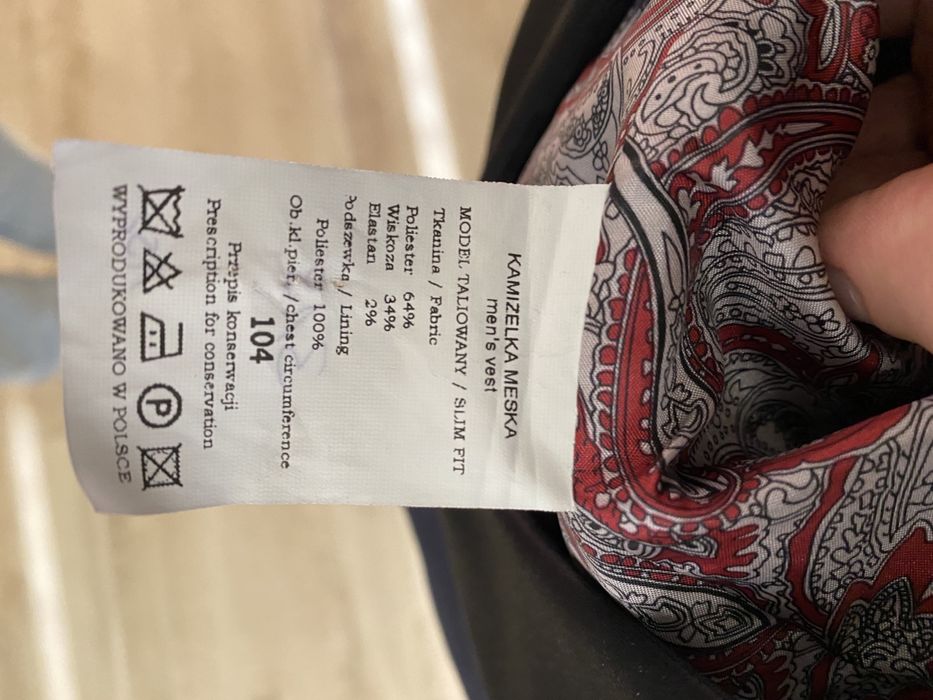 KAMIZELKA MESKA
men's vest
MODEL TALIOWANY / SLIM FIT
Tkanina / Fabric
Poliester 64%
Wiskoza 34%
Elastan 2%
Podszewka / Lining
Poliester 100%
Ob.kl.pier. / chest circumference
104
Przepis konserwacji
Prescription for conservation
P
WYPRODUKOWANO W POLSCE